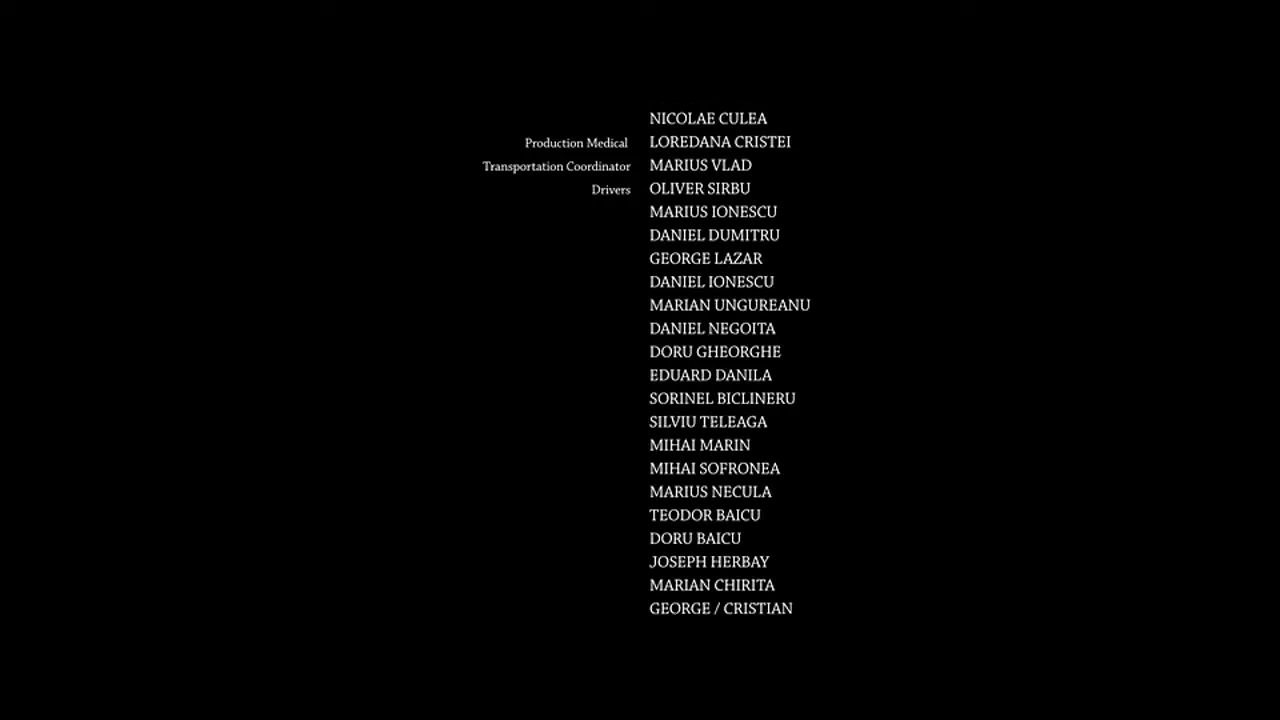 NICOLAE CULEA
Production Medical LOREDANA CRISTEI
Transportation Coordinator MARIUS VLAD
Drivers OLIVER SIRBU
MARIUS IONESCU
DANIEL DUMITRU
GEORGE LAZAR
DANIEL IONESCU
MARIAN UNGUREANU
DANIEL NEGOITA
DORU GHEORGHE
EDUARD DANILA
SORINEL BICLINERU
SILVIU TELEAGA
MIHAI MARIN
MIHAI SOFRONEA
MARIUS NECULA
TEODOR BAICU
DORU BAICU
JOSEPH HERBAY
MARIAN CHIRITA
GEORGE / CRISTIAN